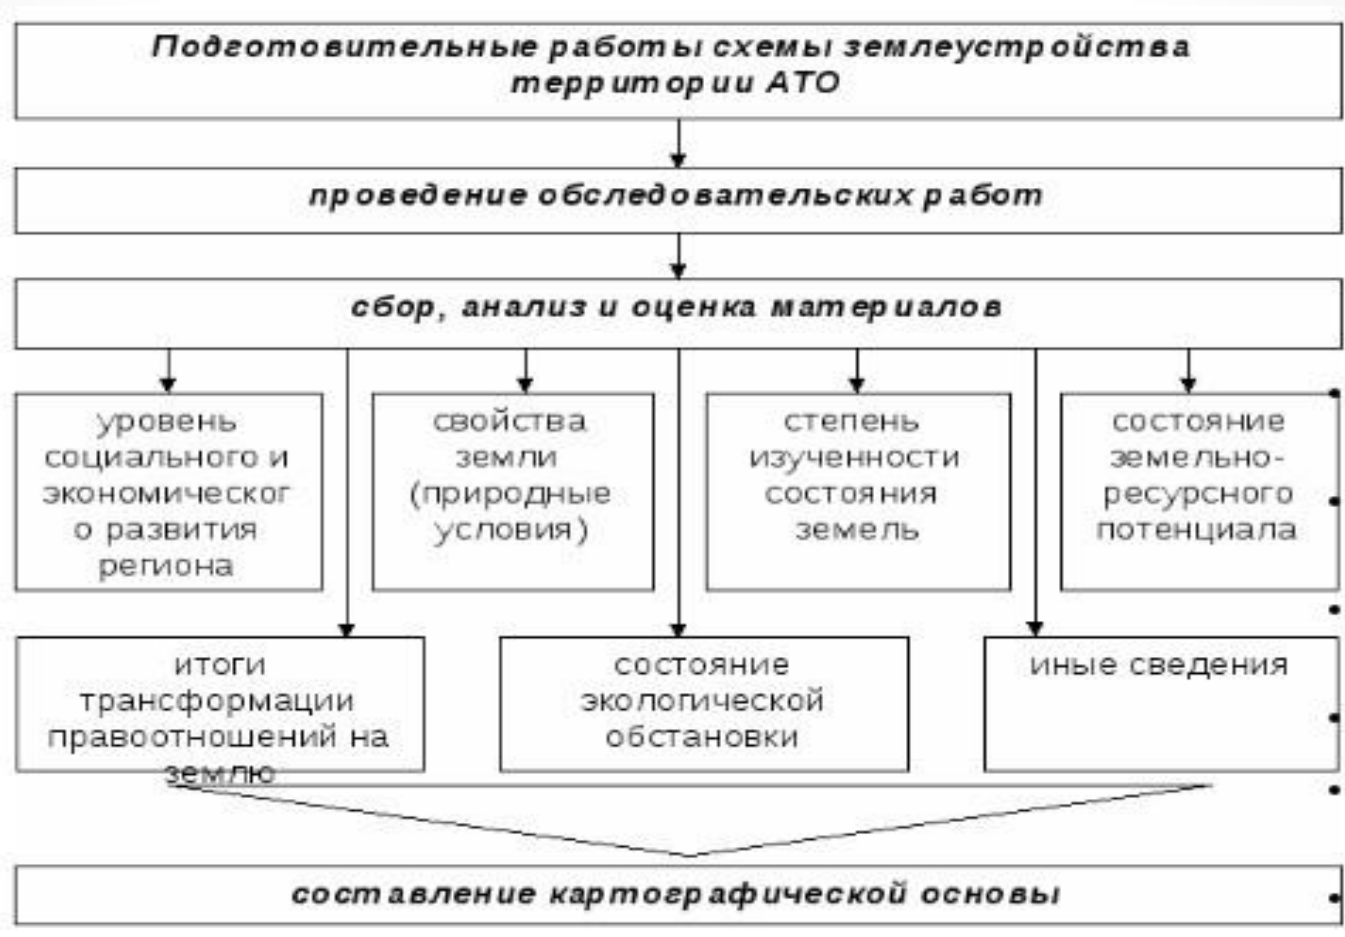 Подготовительные работы схемы землеустройства
территории АТО
проведение обследовательских работ
сбор, анализ и оценка материалов
уровень
социального и
экономическог
о развития
региона
свойства
земли
(природные
условия)
степень
изученности
состояния
земель
состояние
земельно-
ресурсного
потенциала
итоги
трансформации
правоотношений на
землю
состояние
экологической
обстановки
иные сведения
составление картографической основы